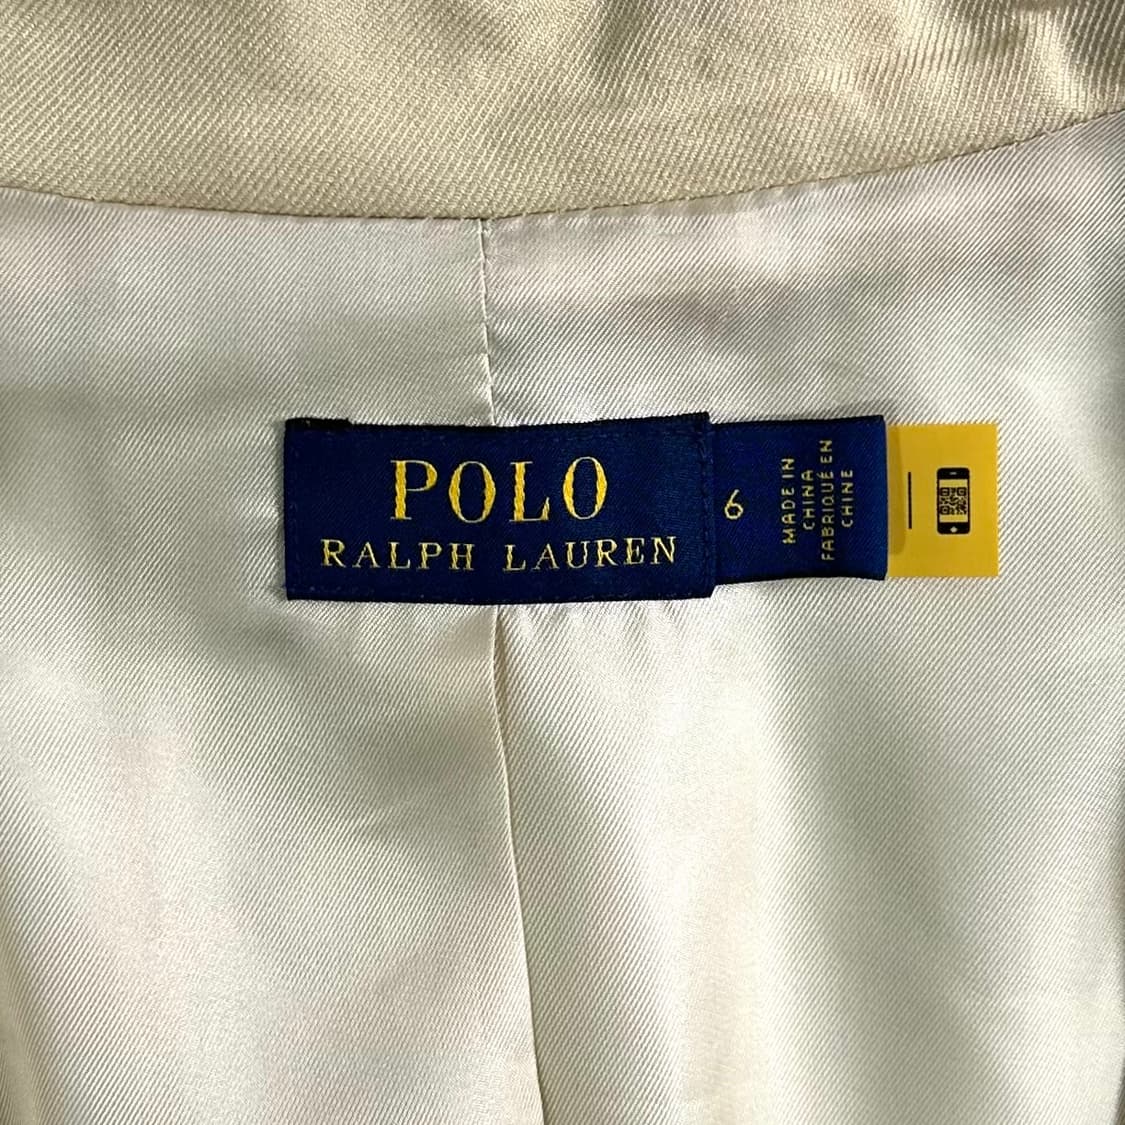 POLO
RALPH LAUREN
6
MADE IN
CHINA
FABRIQUÉ EN
CHINE